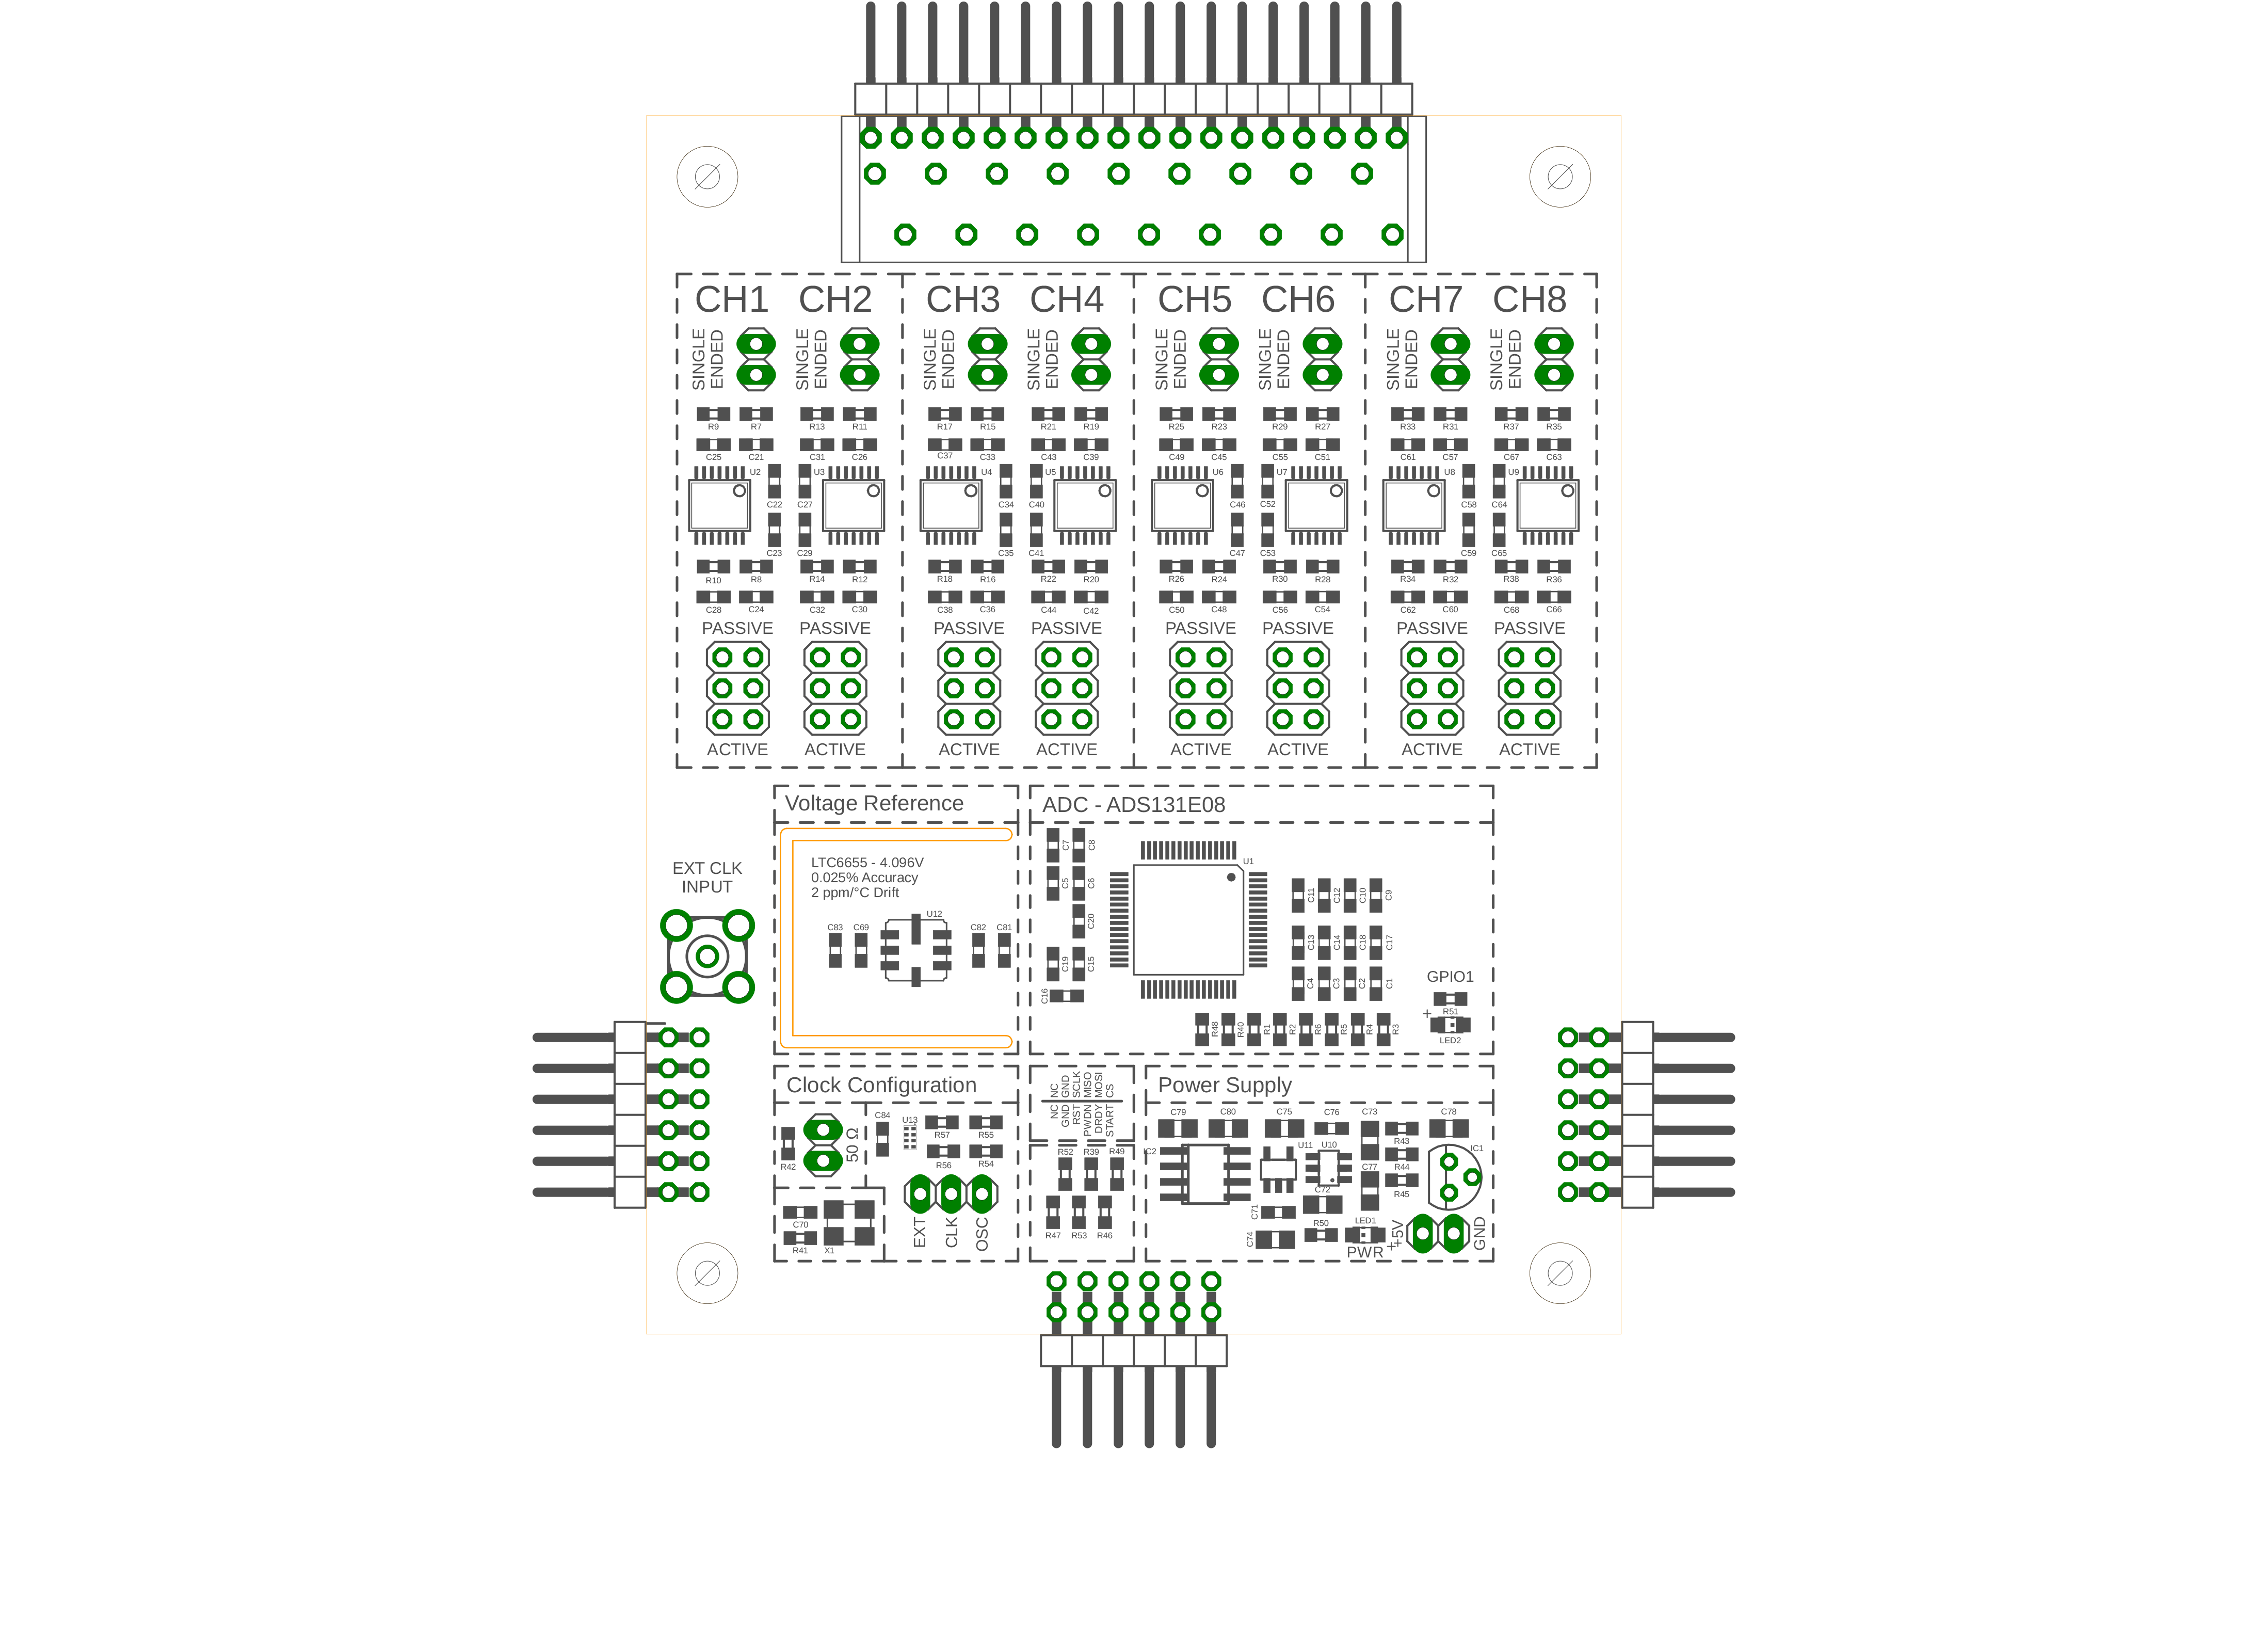 CH1 CH2 CH3 CH4 CH5 CH6 CH7 CH8
SINGLE ENDED SINGLE ENDED SINGLE ENDED SINGLE ENDED SINGLE ENDED SINGLE ENDED SINGLE ENDED SINGLE ENDED
R9 R7 R13 R11 R17 R15 R21 R19 R25 R23 R29 R27 R33 R31 R37 R35
C25 C21 C31 C26 C37 C33 C43 C39 C49 C45 C55 C51 C61 C57 C67 C63
U2 U3 U4 U5 U6 U7 U8 U9
C22 C27 C34 C40 C46 C52 C58 C64
C23 C29 C35 C41 C47 C53 C59 C65
R10 R8 R14 R12 R18 R16 R22 R20 R26 R24 R30 R28 R34 R32 R38 R36
C28 C24 C32 C30 C38 C36 C44 C42 C50 C48 C56 C54 C62 C60 C68 C66
PASSIVE PASSIVE PASSIVE PASSIVE PASSIVE PASSIVE PASSIVE PASSIVE
ACTIVE ACTIVE ACTIVE ACTIVE ACTIVE ACTIVE ACTIVE ACTIVE
Voltage Reference
LTC6655 - 4.096V
0.025% Accuracy
2 ppm/°C Drift
U12
C83 C69 C82 C81
EXT CLK
INPUT
ADC - ADS131E08
C7 C8
U1
C5 C6
C11 C12 C10 C9
C20
C13 C14 C18 C17
C19 C15
C4 C3 C2 C1
C16
GPIO1
R51
+
LED2
R48 R40 R1 R2 R6 R5 R4 R3
Clock Configuration
C84 U13
R57 R55
R42
50 Ω
R56 R54
C70
R41 X1
EXT CLK OSC
NC GND SCLK MISO MOSI CS
NC GND RST PWDN DRDY START
R52 R39 R49
R47 R53 R46
Power Supply
C79 C80 C75 C76 C73 C78
R43
IC2 U11 U10 IC1
R44
C77
C72
R45
C71
C74
R50 LED1
PWR +
+5V GND